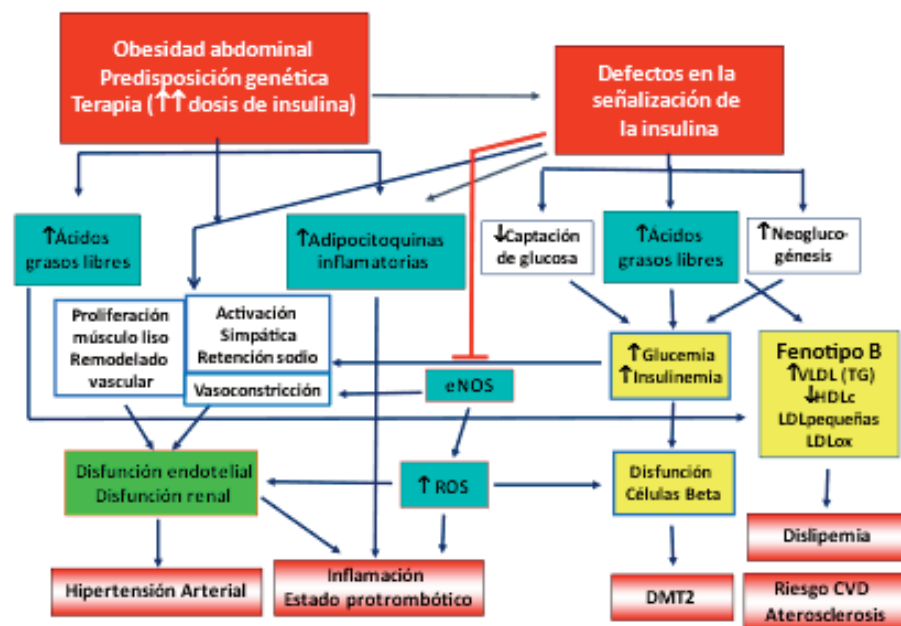 Obesidad abdominal
Predisposición genética
Terapia (↑↑ dosis de insulina)
Defectos en la
señalización de
la insulina
↑Ácidos
grasos libres
↑Adipocitoquinas
inflamatorias
↓Captación
de glucosa
↑Ácidos
grasos libres
↑Neogluco-
génesis
Proliferación
músculo liso
Remodelado
vascular
Activación
Simpática
Retención sodio
Vasoconstricción
eNOS
↑Glucemia
↑Insulinemia
Fenotipo B
↑VLDL (TG)
↓HDLc
LDLpequeñas
LDLox
Disfunción endotelial
Disfunción renal
↑ ROS
Disfunción
Células Beta
Dislipemia
Hipertensión Arterial
Inflamación
Estado protrombótico
DMT2
Riesgo CVD
Aterosclerosis